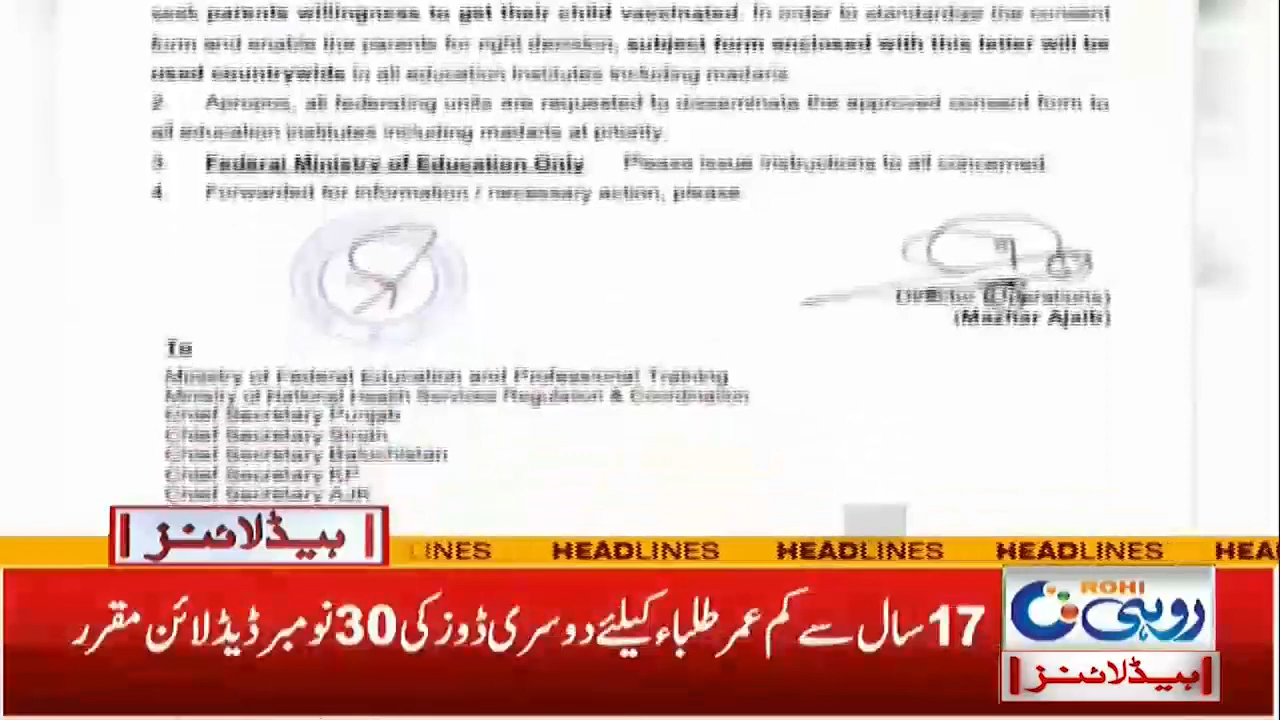 seek parents willingness to get their child vaccinated. In order to standardize the consent
form and enable the parents for right decision, subject form enclosed with this letter will be
used countrywide in all education institutes including madaris
2. Apropos, all federating units are requested to disseminate the approved consent form to
all education institutes including madaris at priority.
3. Federal Ministry of Education Only Please issue instructions to all concerned
4. Forwarded for information / necessary action, please
Director (Operations)
(Mazhar Ajaib)
To
Ministry of Federal Education and Professional Training
Ministry of National Health Services Regulation & Coordination
Chief Secretary Punjab
Chief Secretary Sindh
Chief Secretary Balochistan
Chief Secretary KP
Chief Secretary AJK
ہیڈلائنز
LINES HEADLINES HEADLINES HEADLINES HEA
17 سال سے کم عمر طلباء کیلئے دوسری ڈوز کی 30 نومبر ڈیڈ لائن مقرر
ROHI
روہی
ہیڈلائنز